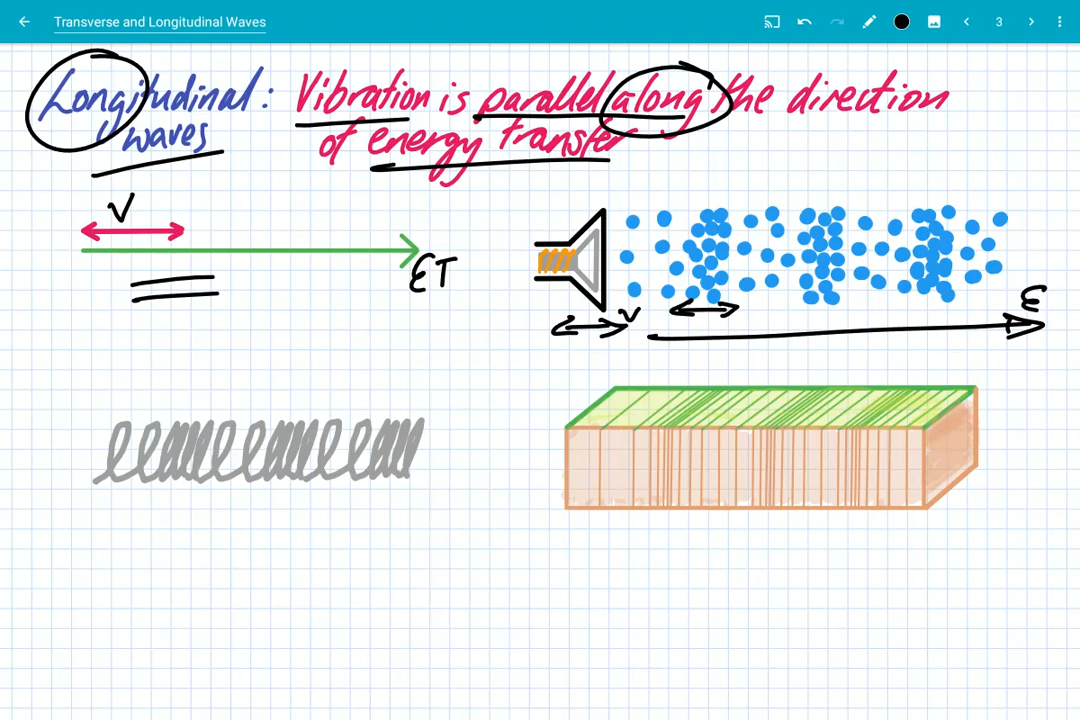 Transverse and Longitudinal Waves
3
Longitudinal: Vibration is parallel/along the direction
waves of energy transfer
V
ET
V
E